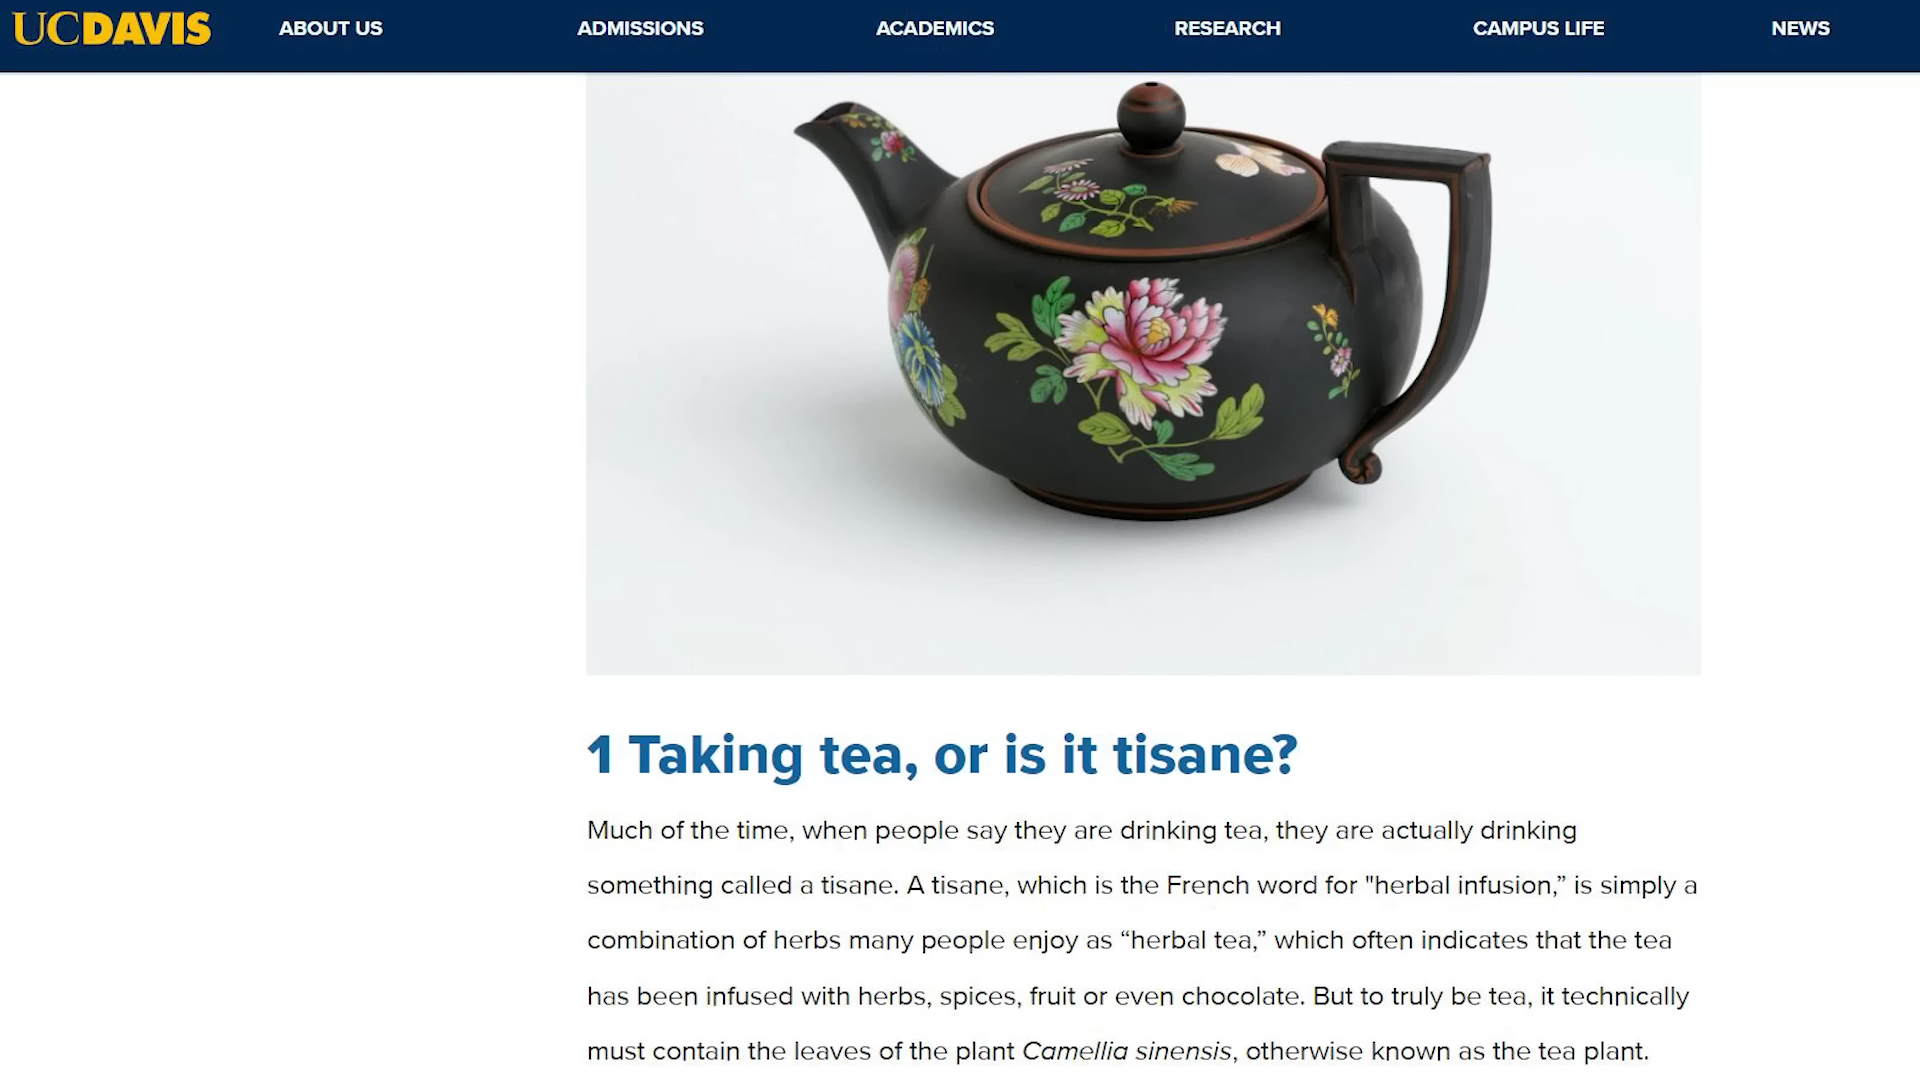 UCDAVIS
ABOUT US
ADMISSIONS
ACADEMICS
RESEARCH
CAMPUS LIFE
NEWS
1 Taking tea, or is it tisane?
Much of the time, when people say they are drinking tea, they are actually drinking
something called a tisane. A tisane, which is the French word for "herbal infusion,” is simply a
combination of herbs many people enjoy as “herbal tea,” which often indicates that the tea
has been infused with herbs, spices, fruit or even chocolate. But to truly be tea, it technically
must contain the leaves of the plant Camellia sinensis, otherwise known as the tea plant.